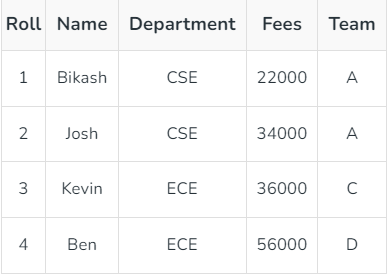 Roll Name Department Fees Team
1 Bikash CSE 22000 A
2 Josh CSE 34000 A
3 Kevin ECE 36000 C
4 Ben ECE 56000 D